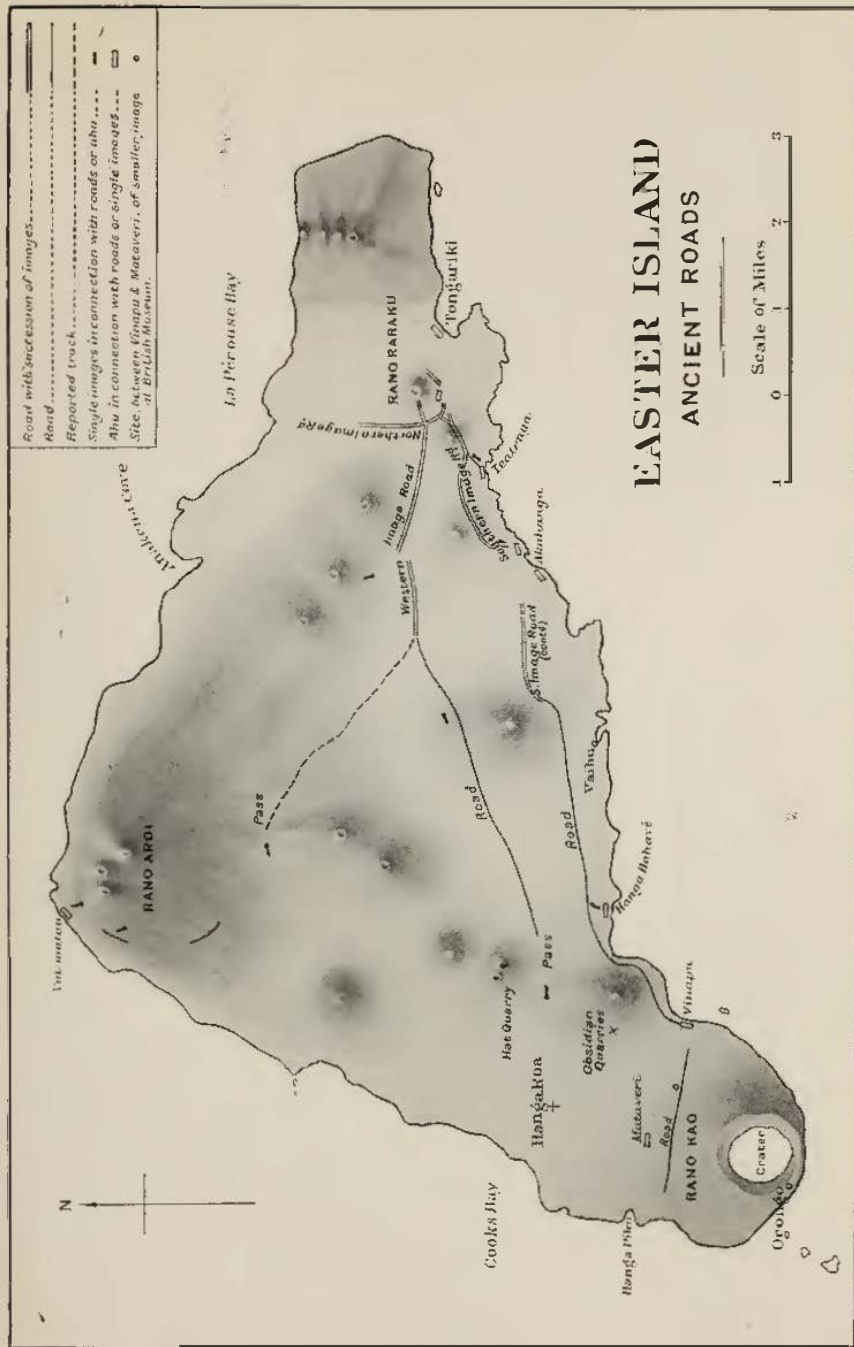 Road with succession of images
Road
Reported track
Single images in connection with roads or ahu
Ahu in connection with roads or single images
Site, between Vinapu & Mataveri, of smaller image
at British Museum.
N
La Pérouse Bay
Anakena Cove
RANO AROI
Pass
RANO RARAKU
Northern Image Rd
Tongariki
Image Road
Western
Southern Image Rd
Akahanga
S. Image Road
(contd)
Road
Road
Vaihu
Hat Quarry
Pass
Hangaroa
Cooks Bay
Obsidian
Quarries
Vinapu
Mataveri
Road
Hanga Piko
RANO KAO
Crater
Orongo
EASTER ISLAND
ANCIENT ROADS
1 0 1 2 3
Scale of Miles